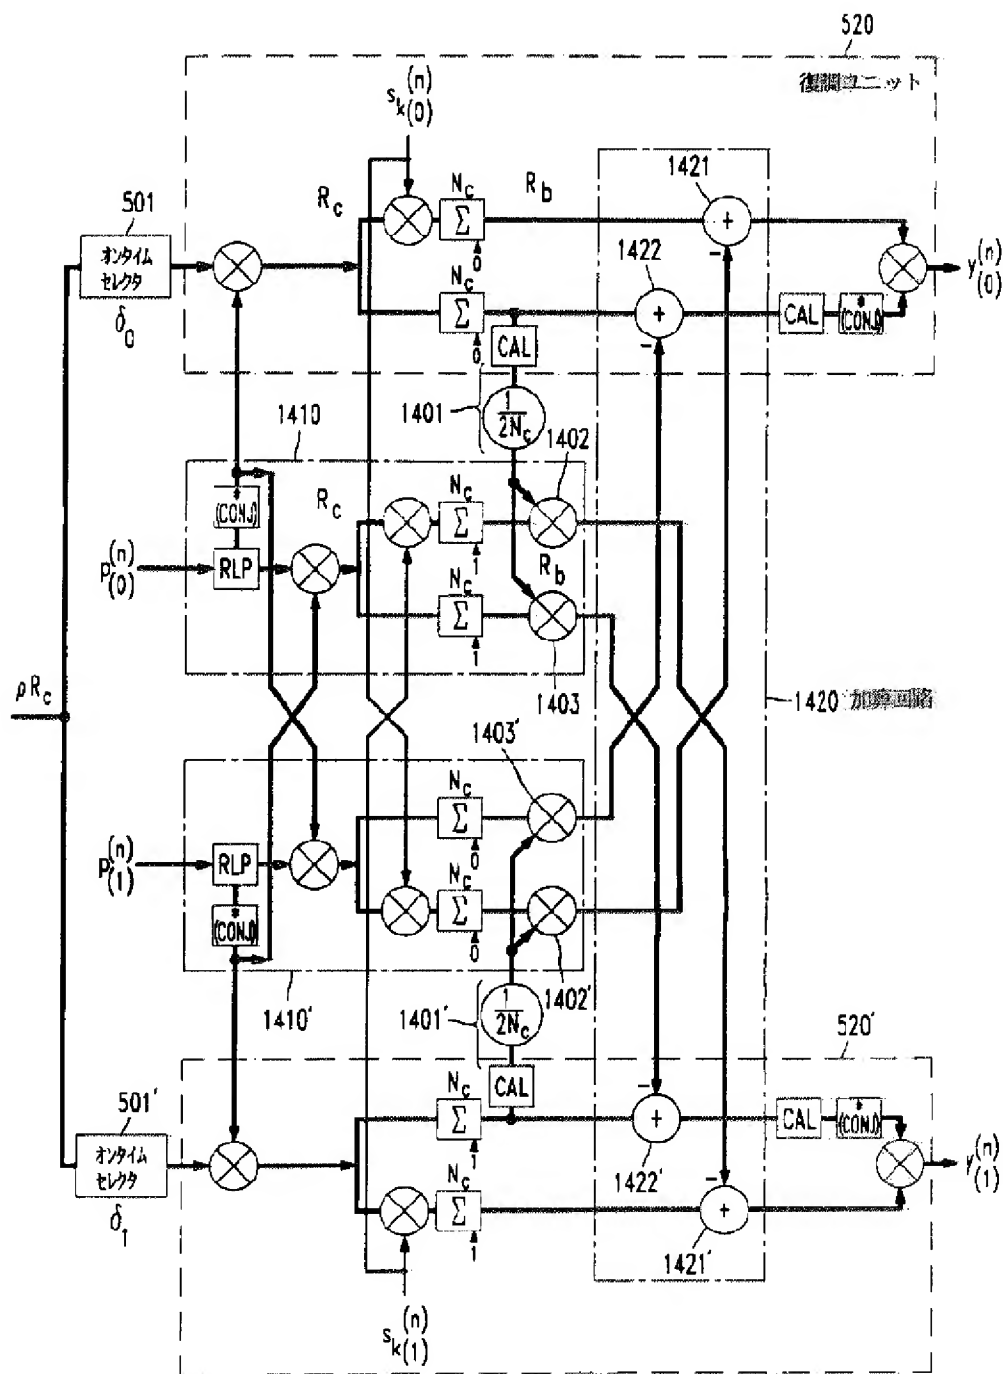 520
復調ユニット
s_k(0)^(n)
1421
501
R_c
N_c
R_b
オンタイム
セレクタ
δ_0
Σ
0
1422
y_(0)^(n)
N_c
Σ
0
CAL
CAL
*
(CONJ)
1401
1/2N_c
1402
1410
*
(CONJ)
R_c
N_c
Σ
1
p_(0)^(n)
RLP
R_b
N_c
Σ
1
1403
ρR_c
1420 加算回路
1403'
N_c
Σ
0
p_(1)^(n)
RLP
*
(CONJ)
N_c
Σ
0
1402'
1410'
1401'
1/2N_c
520'
CAL
N_c
Σ
1
CAL
*
(CONJ)
501'
オンタイム
セレクタ
δ_1
1422'
y_(1)^(n)
N_c
Σ
1
1421'
s_k(1)^(n)